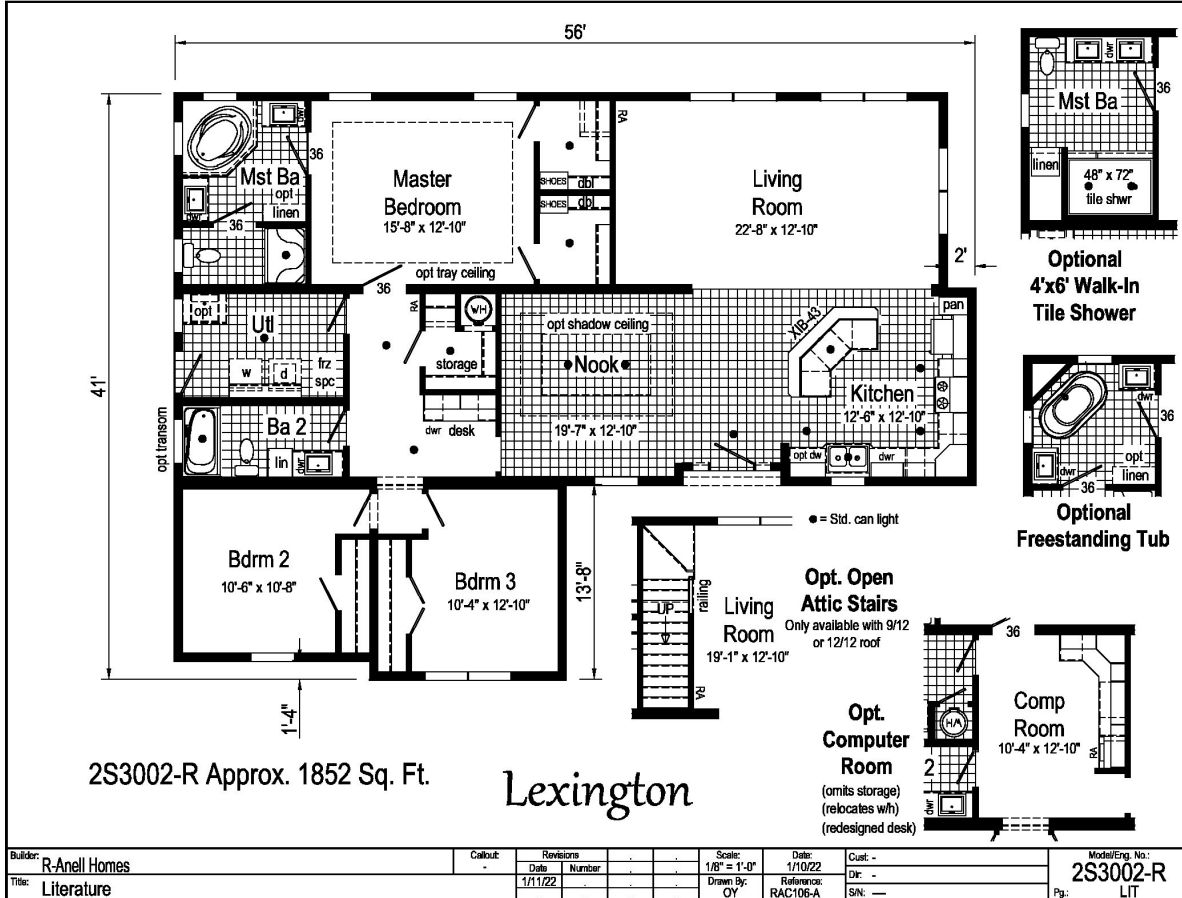 56'
41'
2'
13'-8"
1'-4"
Mst Ba
36
dwr
dwr
opt
linen
36
Master
Bedroom
15'-8" x 12'-10"
opt tray ceiling
36
SHOES
dbl
SHOES
dbl
RA
Living
Room
22'-8" x 12'-10"
opt
Utl
w
d
frz
spc
RA
WH
storage
dwr
desk
opt shadow ceiling
Nook
19'-7" x 12'-10"
XIB-43
pan
Kitchen
12'-6" x 12'-10"
opt dw
dwr
opt transom
Ba 2
lin
dwr
Bdrm 2
10'-6" x 10'-8"
Bdrm 3
10'-4" x 12'-10"
= Std. can light
UP
railing
RA
Living
Room
19'-1" x 12'-10"
Opt. Open
Attic Stairs
Only available with 9/12
or 12/12 roof
dwr
Mst Ba
36
linen
48" x 72"
tile shwr
Optional
4'x6' Walk-In
Tile Shower
dwr
36
dwr
opt
linen
36
Optional
Freestanding Tub
Opt.
Computer
Room
(omits storage)
(relocates w/h)
(redesigned desk)
36
Comp
Room
10'-4" x 12'-10"
RA
2
dwr
2S3002-R Approx. 1852 Sq. Ft.
Lexington
Builder: R-Anell Homes
Title: Literature
Callout: -
Revisions
Date Number
1/11/22
Scale:
1/8" = 1'-0"
Date:
1/10/22
Drawn By:
OY
Reference:
RAC106-A
Cust: -
Dir: -
S/N: —
Model/Eng. No.:
2S3002-R
Pg.: LIT